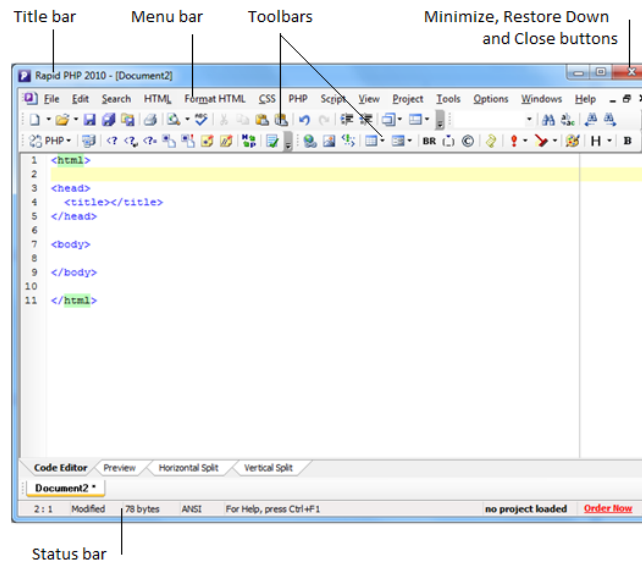 Title bar Menu bar Toolbars Minimize, Restore Down
and Close buttons
Rapid PHP 2010 - [Document2]
File Edit Search HTML Format HTML CSS PHP Script View Project Tools Options Windows Help
PHP BR H B
1 <html>
2
3 <head>
4 <title></title>
5 </head>
6
7 <body>
8
9 </body>
10
11 </html>
Code Editor Preview Horizontal Split Vertical Split
Document2 *
2 : 1 Modified 78 bytes ANSI For Help, press Ctrl+F1 no project loaded Order Now
Status bar